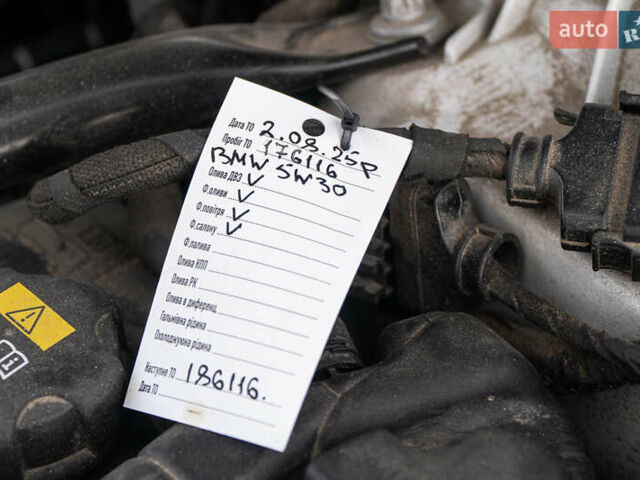 auto
Дата ТО 2.08.25р
Пробіг ТО 176116
BMW 5W30
Олива ДВЗ ✓
Ф.оливи ✓
Ф.повітря ✓
Ф.салону ✓
Ф.палива
Олива КПП
Олива РК
Олива в диференц.
Гальмівна рідина
Охолоджуюча рідина
Наступне ТО 186116.
Дата ТО